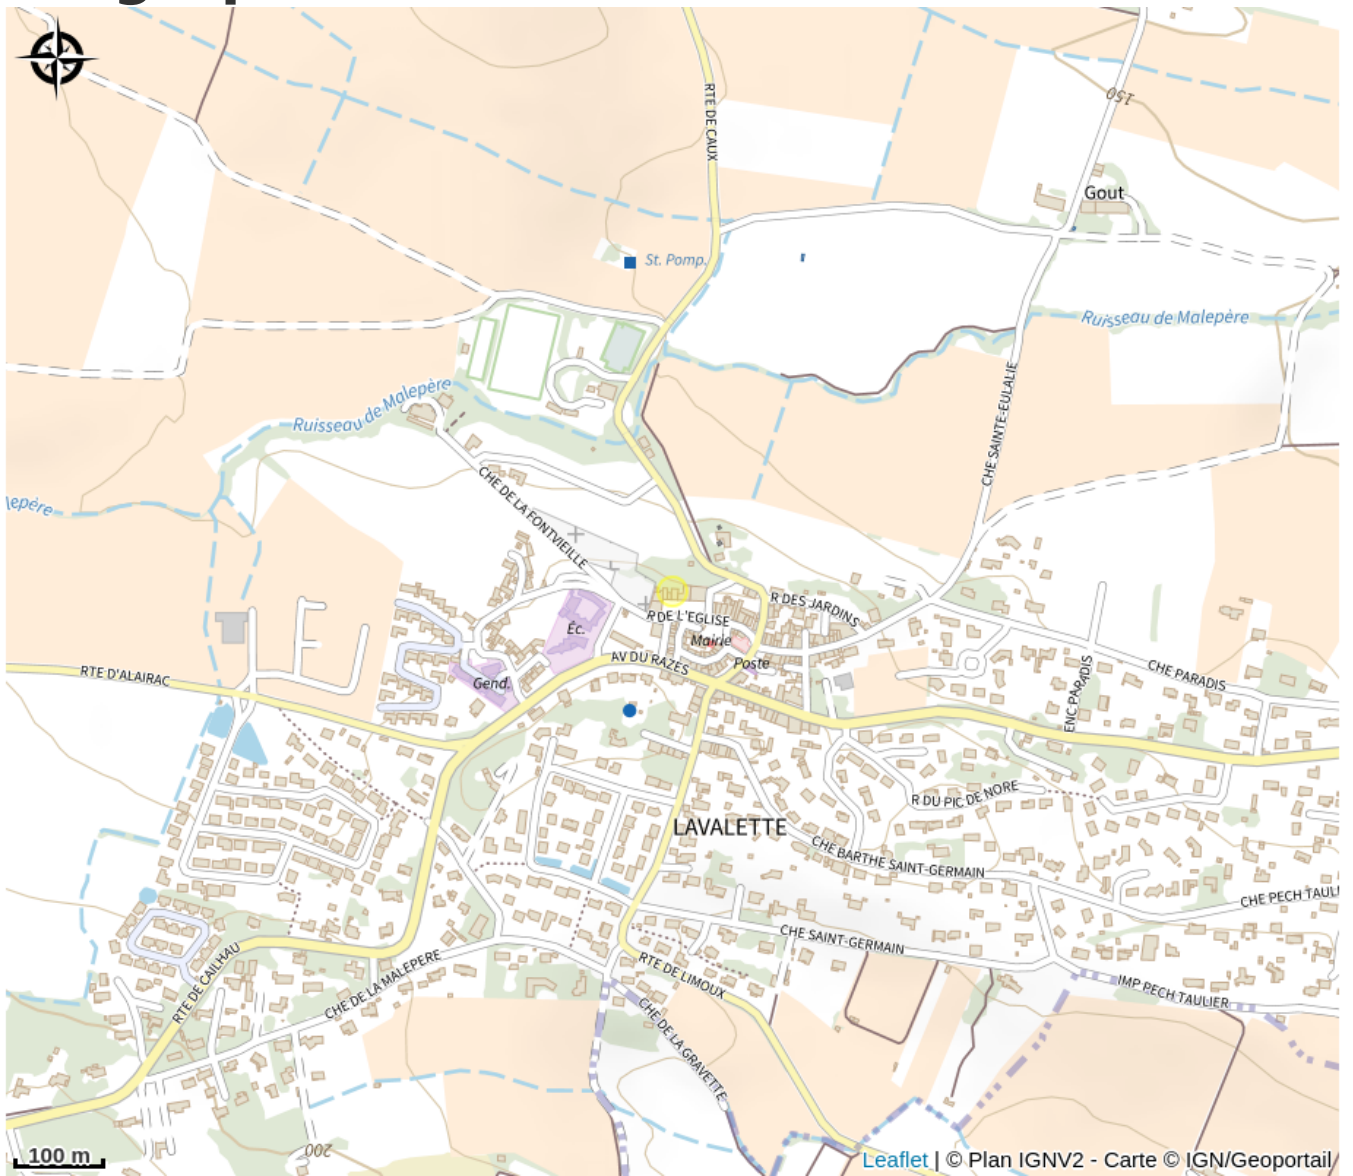 RTE DE CAUX
150
Gout
St. Pomp.
Ruisseau de Malepère
Ruisseau de Malepère
lepère
CHE SAINTE-EULALIE
CHE DE LA FONTVIEILLE
R DES JARDINS
R DE L'EGLISE
Éc.
Mairie
Poste
AV DU RAZES
Gend.
RTE D'ALAIRAC
CHE PARADIS
ENC PARADIS
R DU PIC DE NORE
LAVALETTE
CHE BARTHE SAINT-GERMAIN
CHE PECH TAULI
CHE SAINT-GERMAIN
RTE DE CAILHAU
CHE DE LA MALEPERE
RTE DE LIMOUX
IMP PECH TAULIER
CHE DE LA GRAVETTE
200
100 m
Leaflet | © Plan IGNV2 - Carte © IGN/Geoportail